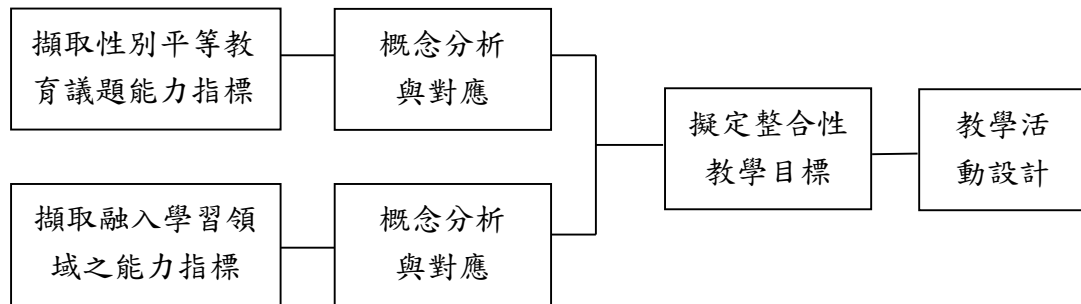 擷取性別平等教
育議題能力指標
概念分析
與對應
擬定整合性
教學目標
教學活
動設計
擷取融入學習領
域之能力指標
概念分析
與對應